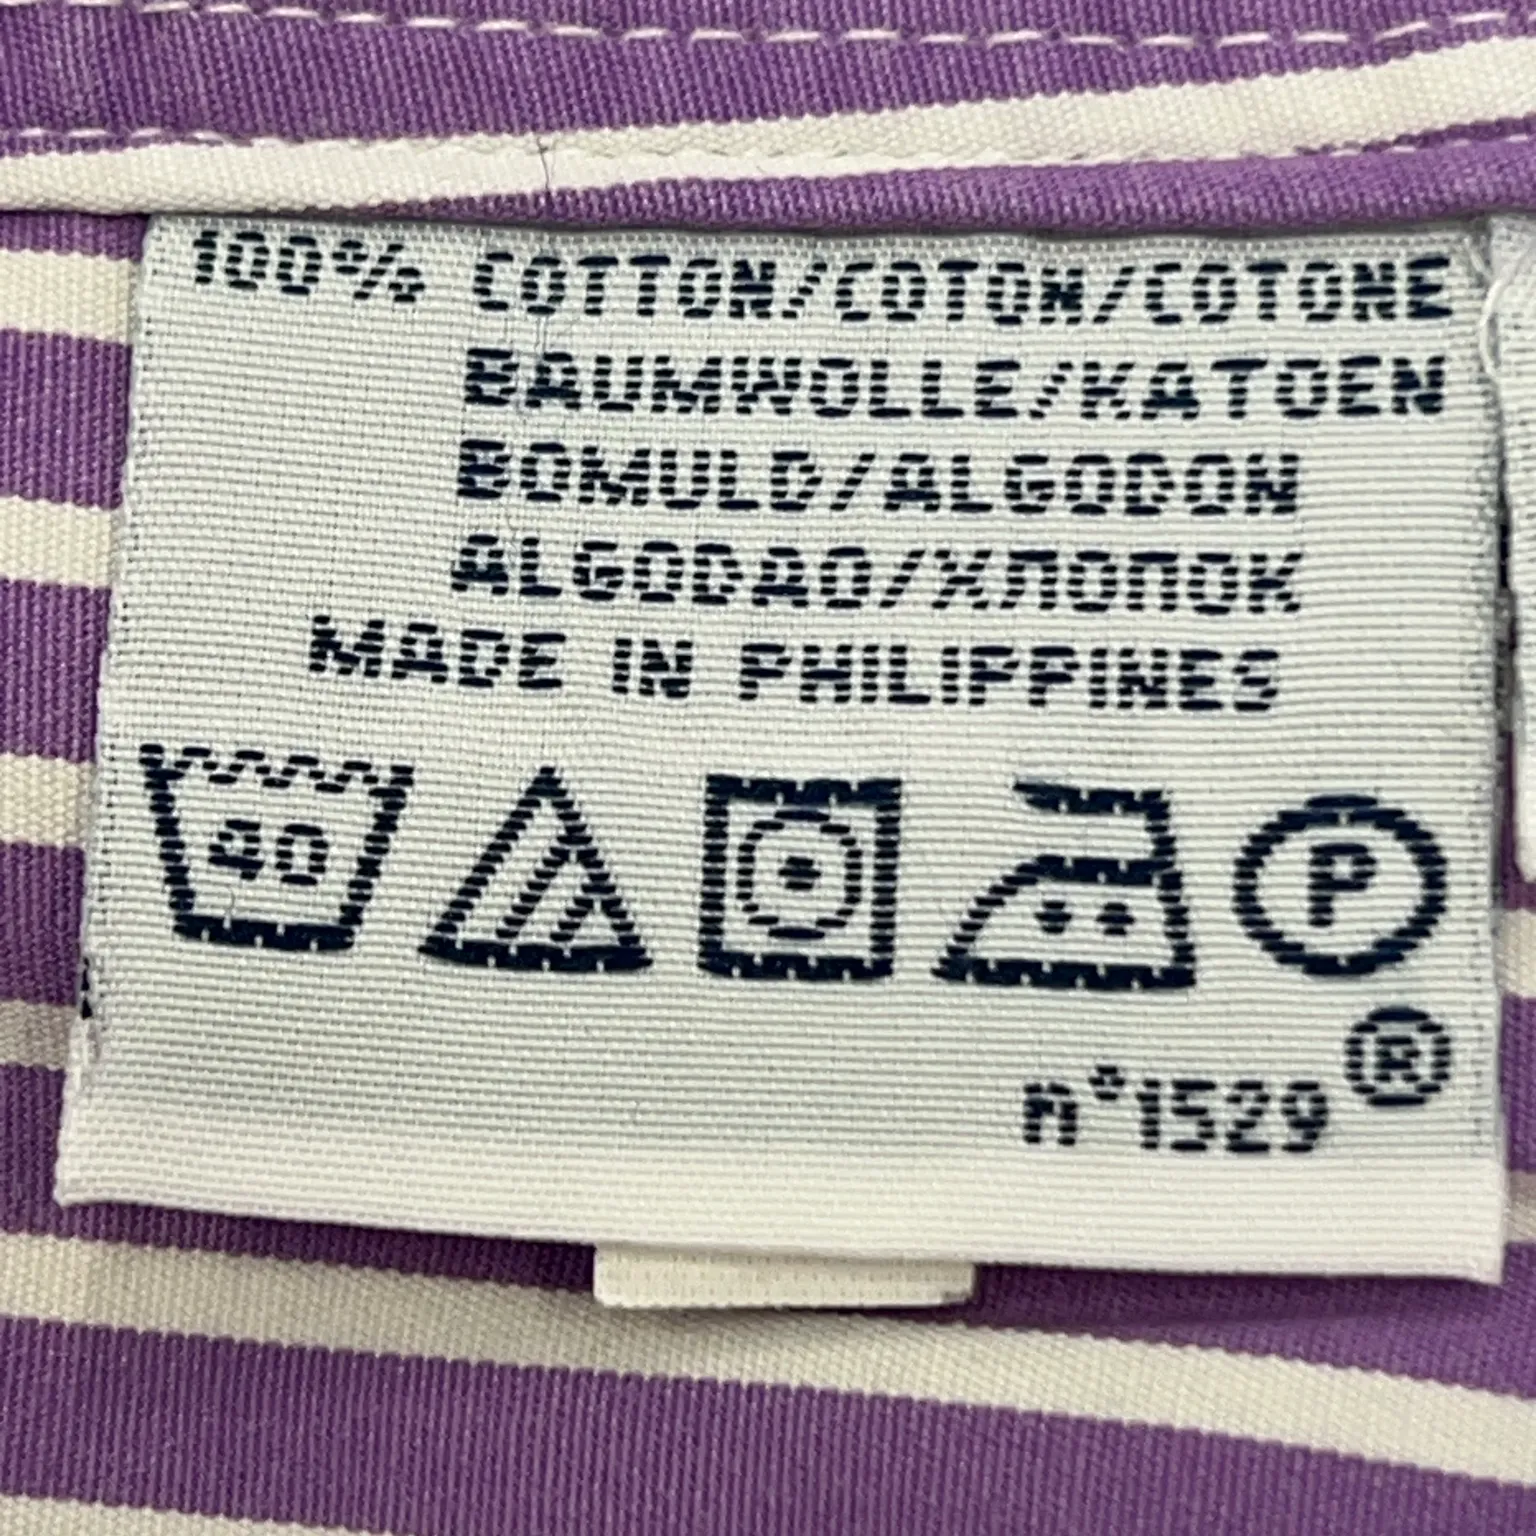 100% COTTON/COTON/COTONE
BAUMWOLLE/KATOEN
BOMULD/ALGODON
ALGODAO/ХЛОПОК
MADE IN PHILIPPINES
40
P
®
n°1529